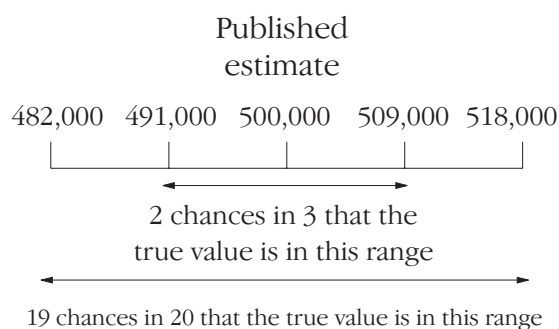 Published
estimate
482,000 491,000 500,000 509,000 518,000
2 chances in 3 that the
true value is in this range
19 chances in 20 that the true value is in this range